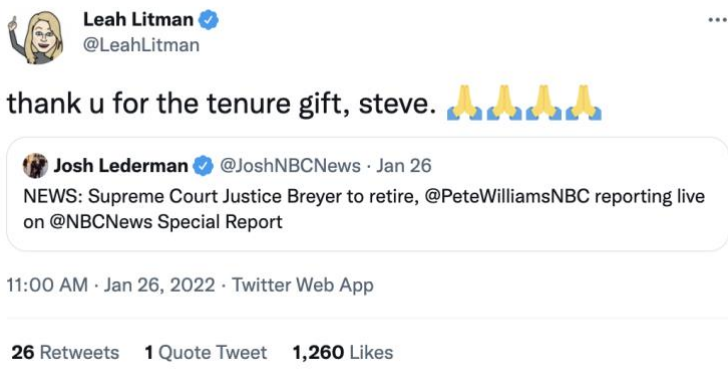 Leah Litman
@LeahLitman
thank u for the tenure gift, steve. 🙏🙏🙏🙏
Josh Lederman @JoshNBCNews · Jan 26
NEWS: Supreme Court Justice Breyer to retire, @PeteWilliamsNBC reporting live
on @NBCNews Special Report
11:00 AM · Jan 26, 2022 · Twitter Web App
26 Retweets 1 Quote Tweet 1,260 Likes